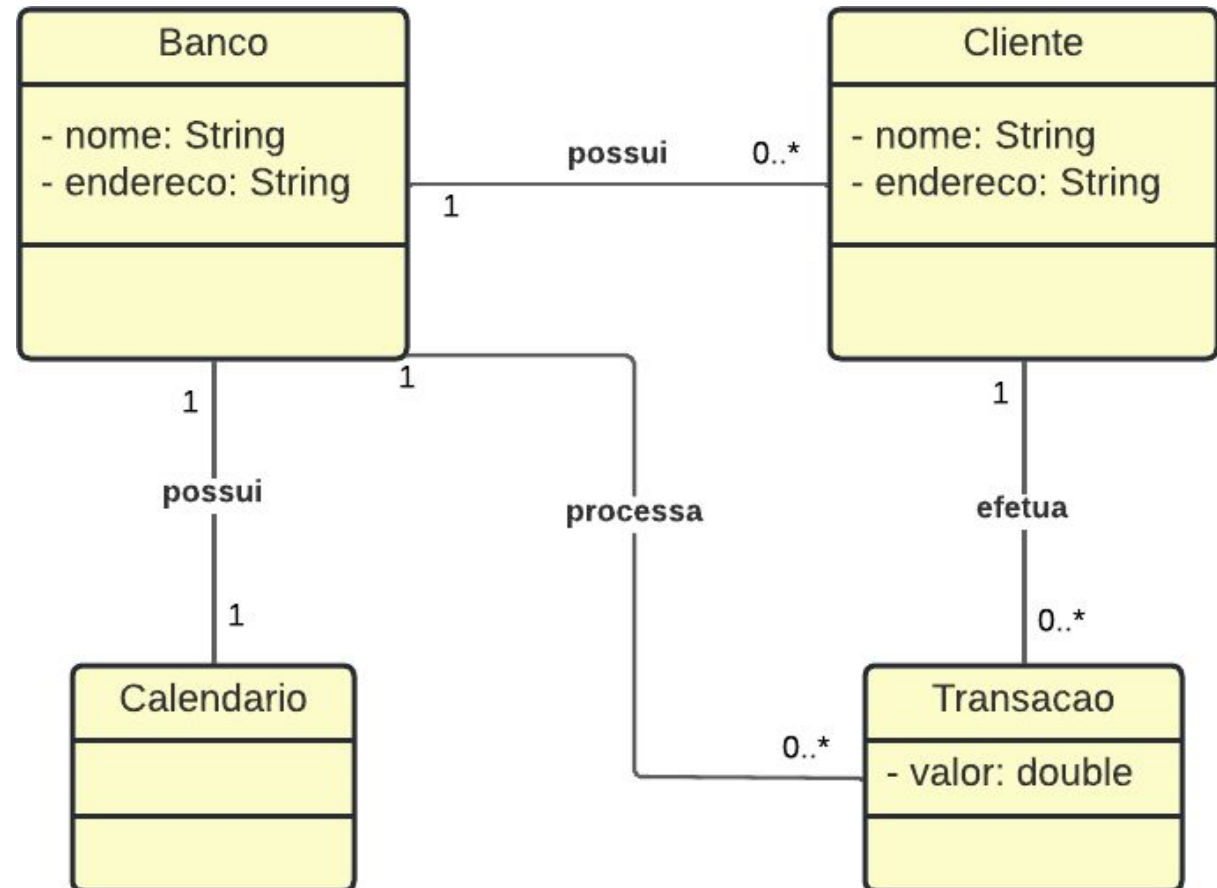 Banco
- nome: String
- endereco: String
Cliente
- nome: String
- endereco: String
possui
0..*
1
1
1
1
possui
processa
efetua
1
0..*
Calendario
Transacao
0..*
- valor: double